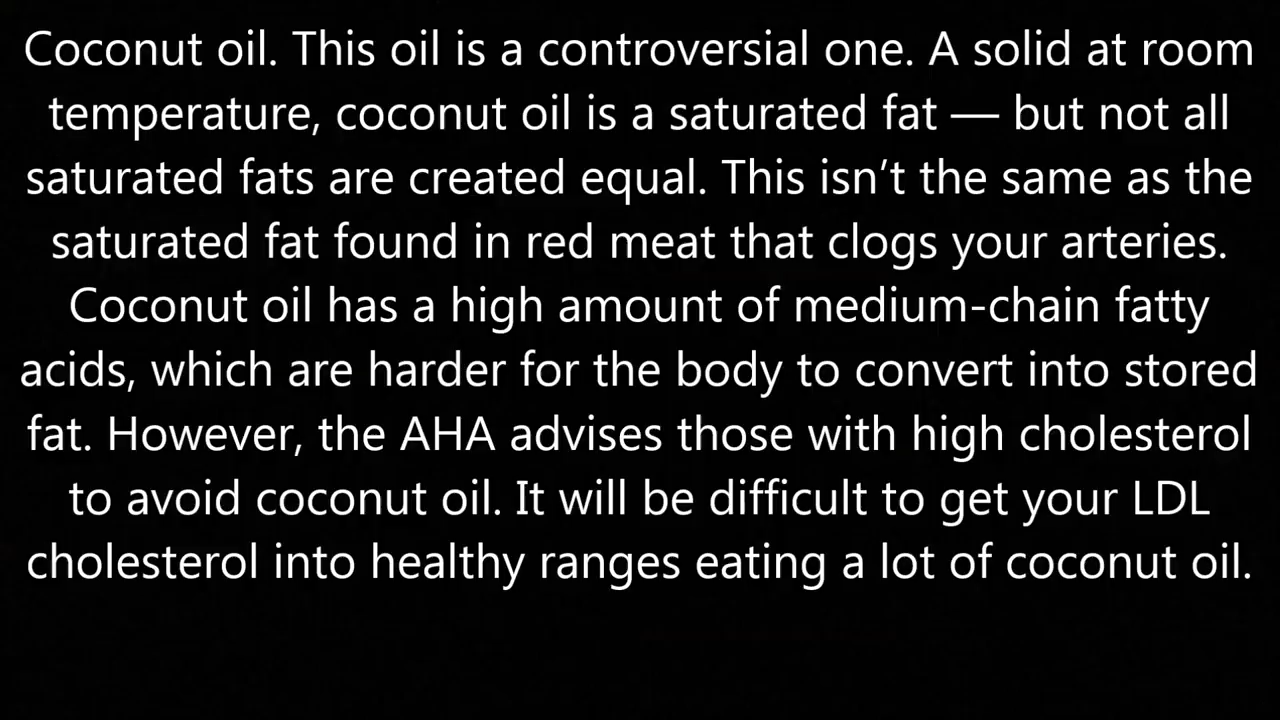 Coconut oil. This oil is a controversial one. A solid at room
temperature, coconut oil is a saturated fat — but not all
saturated fats are created equal. This isn’t the same as the
saturated fat found in red meat that clogs your arteries.
Coconut oil has a high amount of medium-chain fatty
acids, which are harder for the body to convert into stored
fat. However, the AHA advises those with high cholesterol
to avoid coconut oil. It will be difficult to get your LDL
cholesterol into healthy ranges eating a lot of coconut oil.